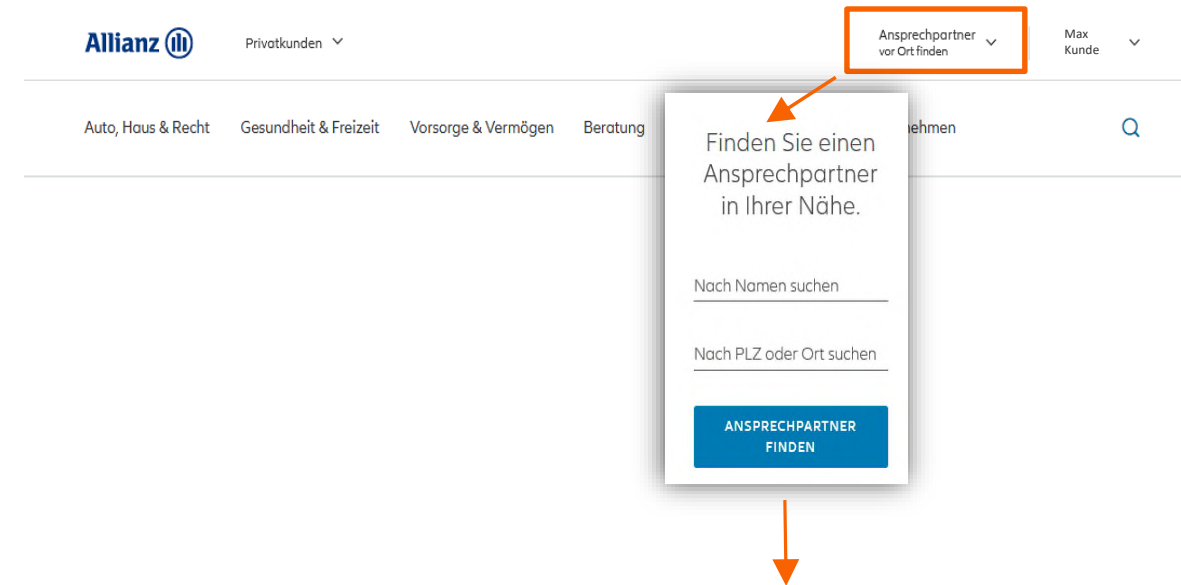 Allianz
Privatkunden
Ansprechpartner
vor Ort finden
Max
Kunde
Auto, Haus & Recht
Gesundheit & Freizeit
Vorsorge & Vermögen
Beratung
Finden Sie einen
Ansprechpartner
in Ihrer Nähe.
Nach Namen suchen
Nach PLZ oder Ort suchen
ANSPRECHPARTNER
FINDEN